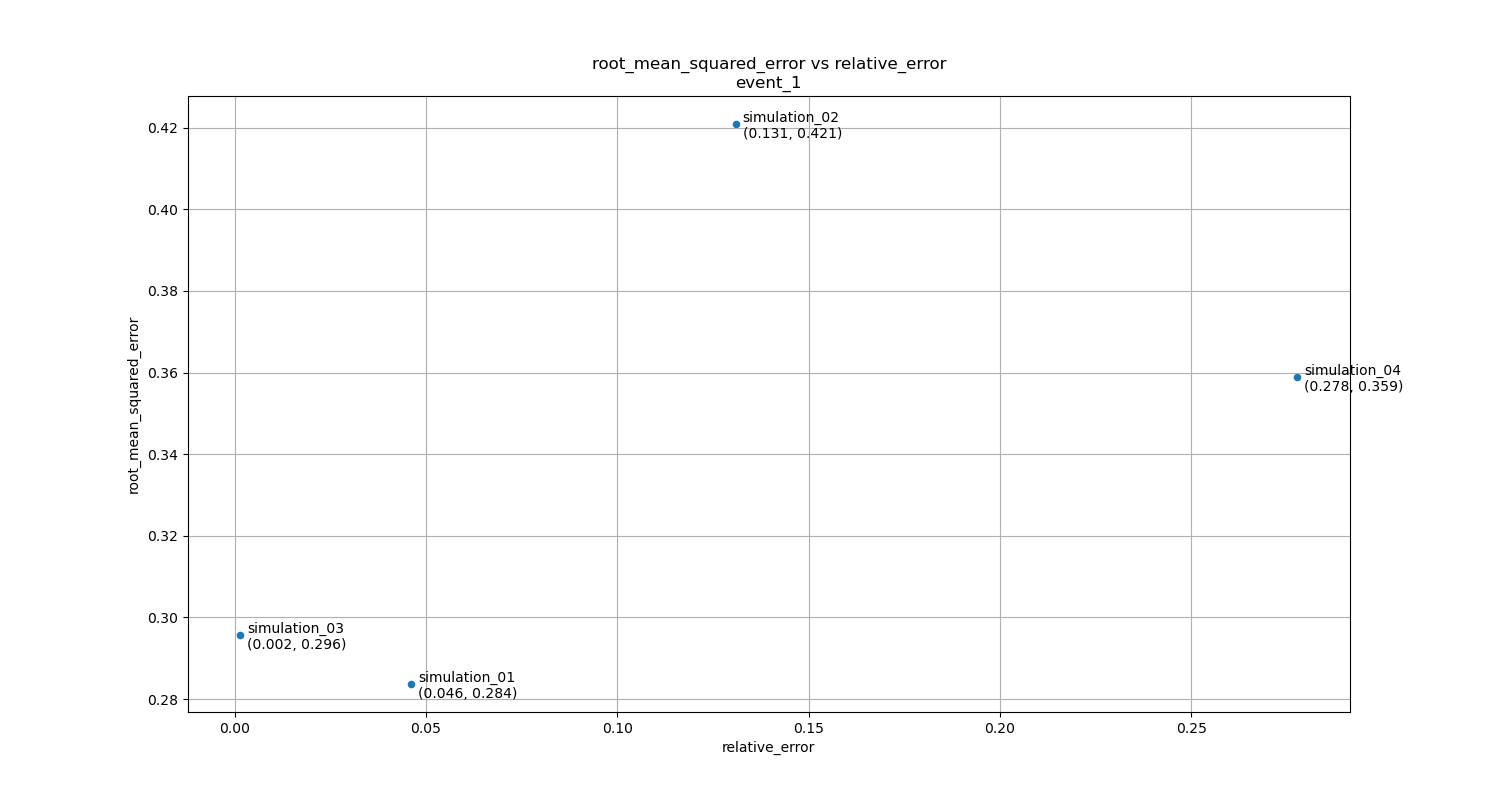 root_mean_squared_error vs relative_error
event_1
root_mean_squared_error
0.42
0.40
0.38
0.36
0.34
0.32
0.30
0.28
simulation_02
(0.131, 0.421)
simulation_04
(0.278, 0.359)
simulation_03
(0.002, 0.296)
simulation_01
(0.046, 0.284)
0.00
0.05
0.10
0.15
0.20
0.25
relative_error